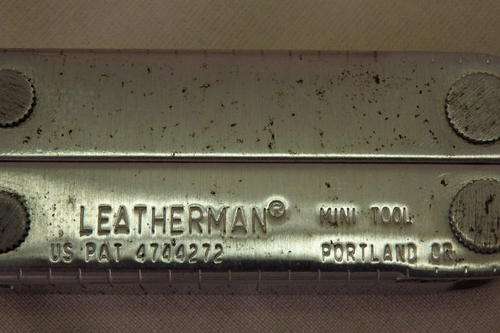 LEATHERMAN® MINI TOOL
US PAT 4744272 PORTLAND OR.